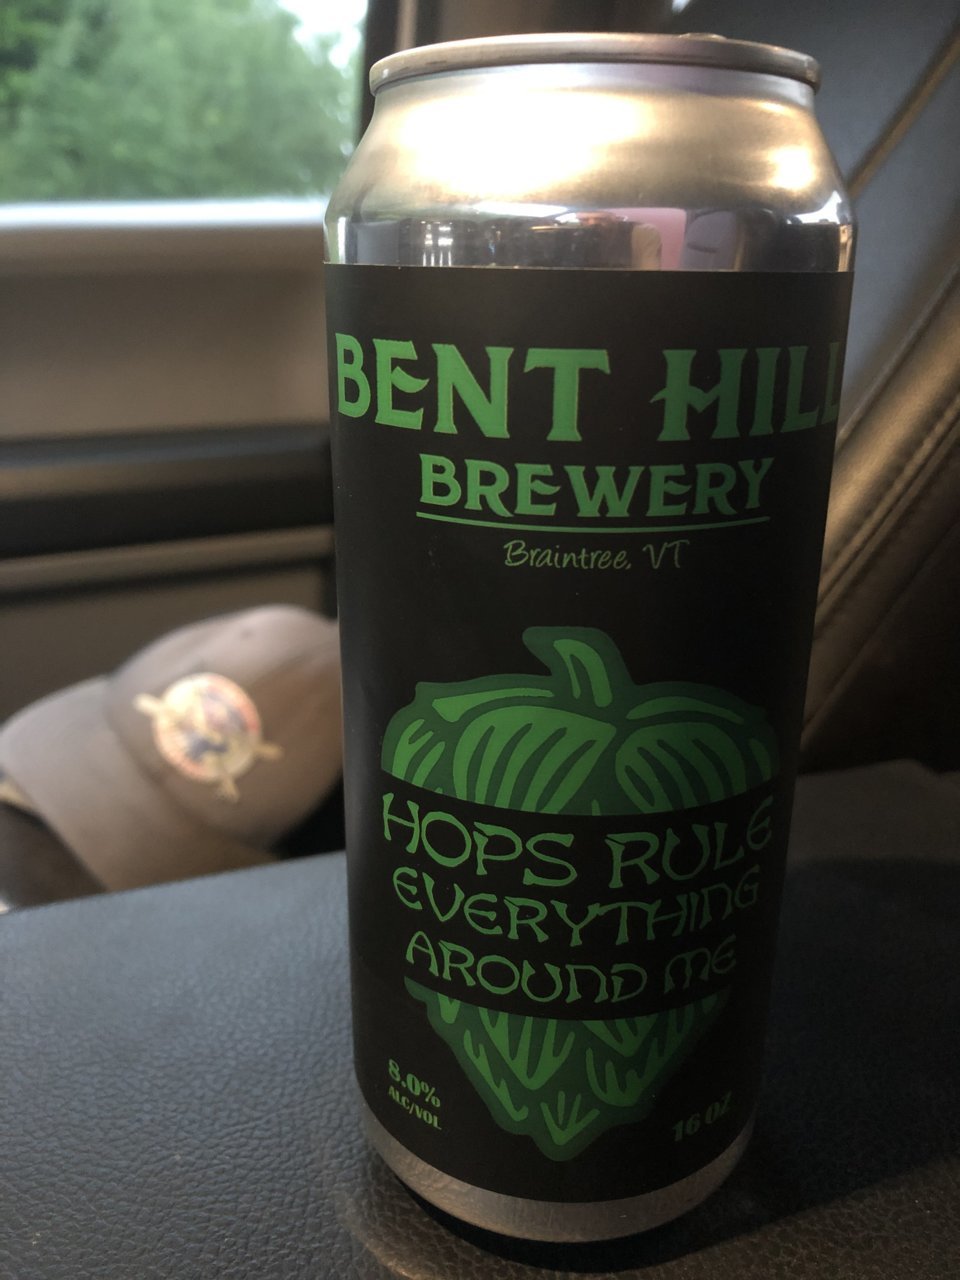 BENT HILL
BREWERY
Braintree, VT
HOPS RULE
EVERYTHING
AROUND ME
8.0%
ALC/VOL
16 OZ